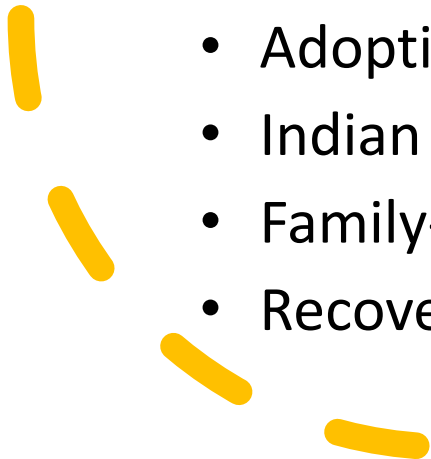 • Adopti
• Indian
• Family-
• Recove